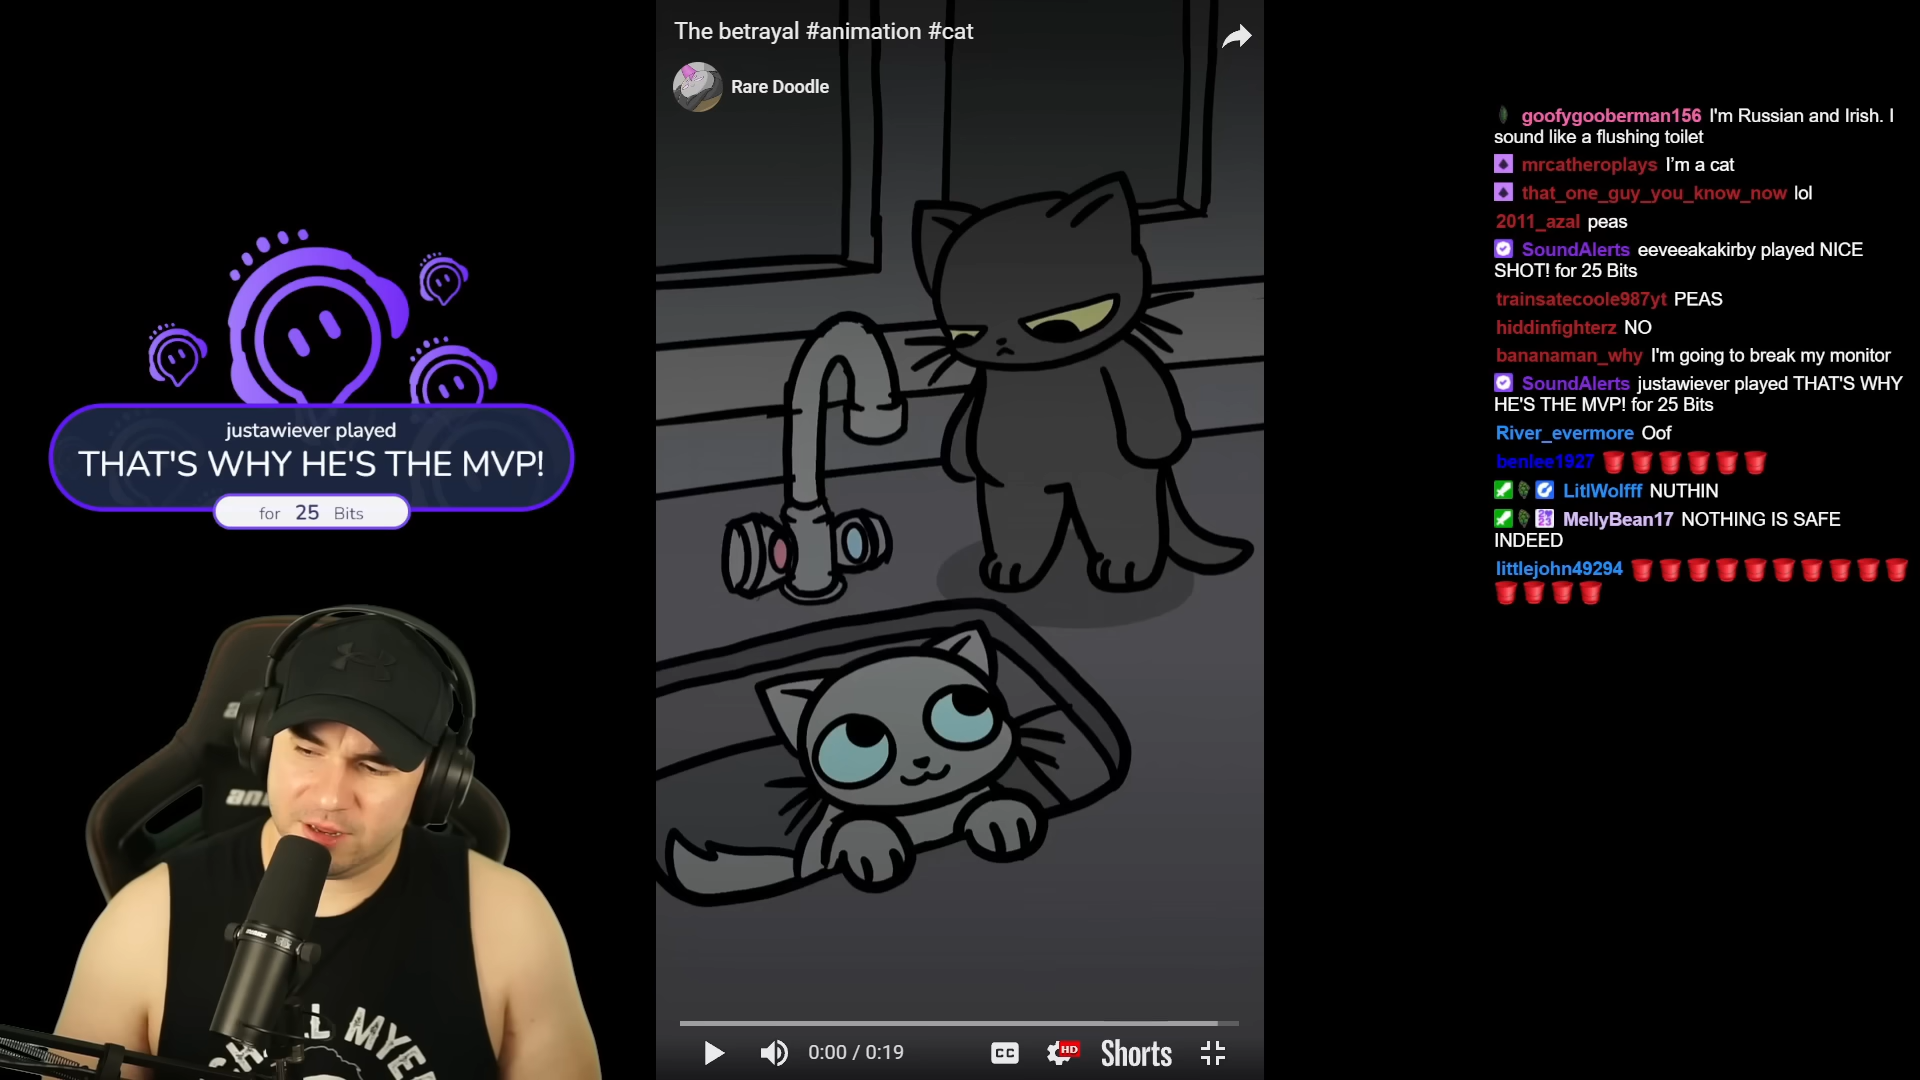 The betrayal #animation #cat
Rare Doodle
justawiever played
THAT'S WHY HE'S THE MVP!
for 25 Bits
0:00 / 0:19
CC
HD
Shorts
goofygooberman156 I'm Russian and Irish. I
sound like a flushing toilet
mrcatheroplays I'm a cat
that_one_guy_you_know_now lol
2011_azal peas
SoundAlerts eeveeakakirby played NICE
SHOT! for 25 Bits
trainsatecoole987yt PEAS
hiddinfighterz NO
bananaman_why I'm going to break my monitor
SoundAlerts justawiever played THAT'S WHY
HE'S THE MVP! for 25 Bits
River_evermore Oof
benlee1927
LitlWolfff NUTHIN
MellyBean17 NOTHING IS SAFE
INDEED
littlejohn49294